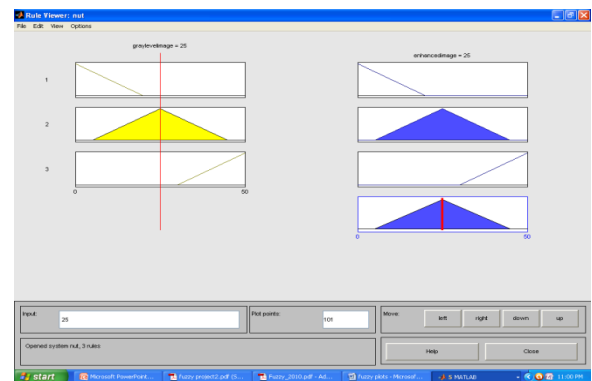 Rule Viewer: nut
File Edit View Options
graylevelimage = 25
enhancedimage = 25
1
2
3
0 50
0 50
Input:
25
Plot points:
101
Move:
left right down up
Opened system nut, 3 rules
Help Close
start Microsoft PowerPoint... fuzzy project2.pdf (S... Fuzzy_2010.pdf - Ad... fuzzy plots - Microsof... MATLAB 11:00 PM